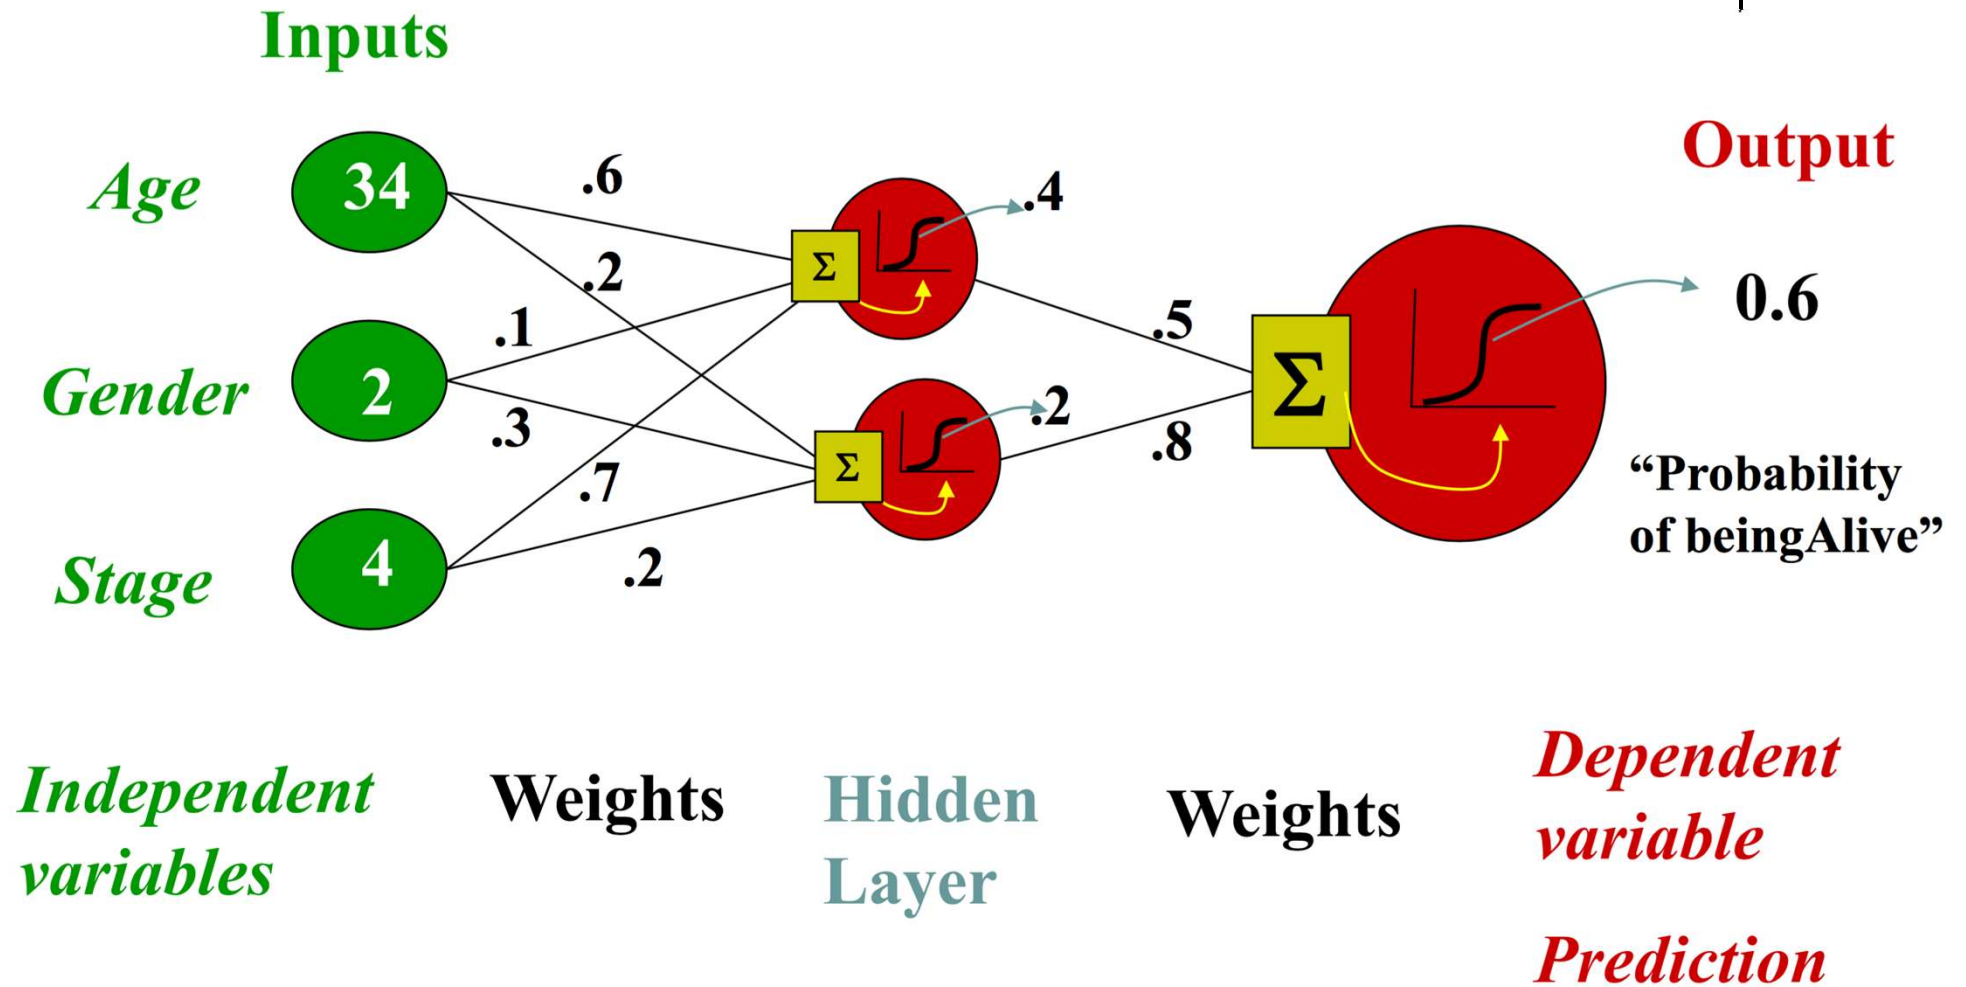 Inputs
Output
Age
34
.6
.4
Σ
.2
.1
Gender
2
.3
.5
Σ
0.6
.2
Σ
.8
.7
Stage
4
.2
“Probability
of beingAlive”
Independent
variables
Weights
Hidden
Layer
Weights
Dependent
variable
Prediction